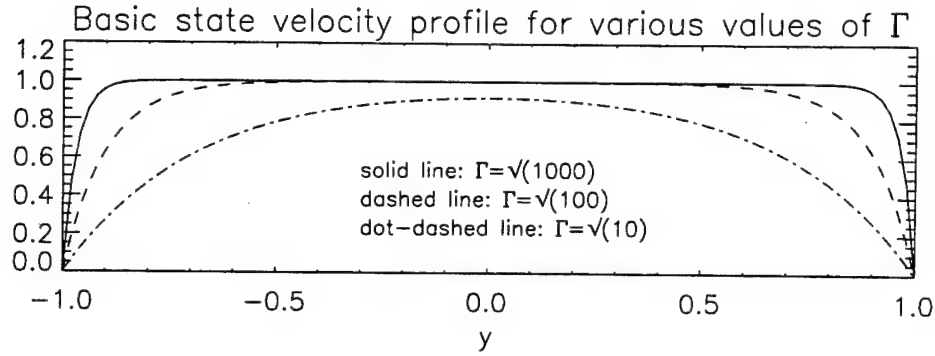 Basic state velocity profile for various values of Γ
1.2
1.0
0.8
0.6
0.4
0.2
0.0
solid line: Γ=√(1000)
dashed line: Γ=√(100)
dot-dashed line: Γ=√(10)
-1.0 -0.5 0.0 0.5 1.0
y